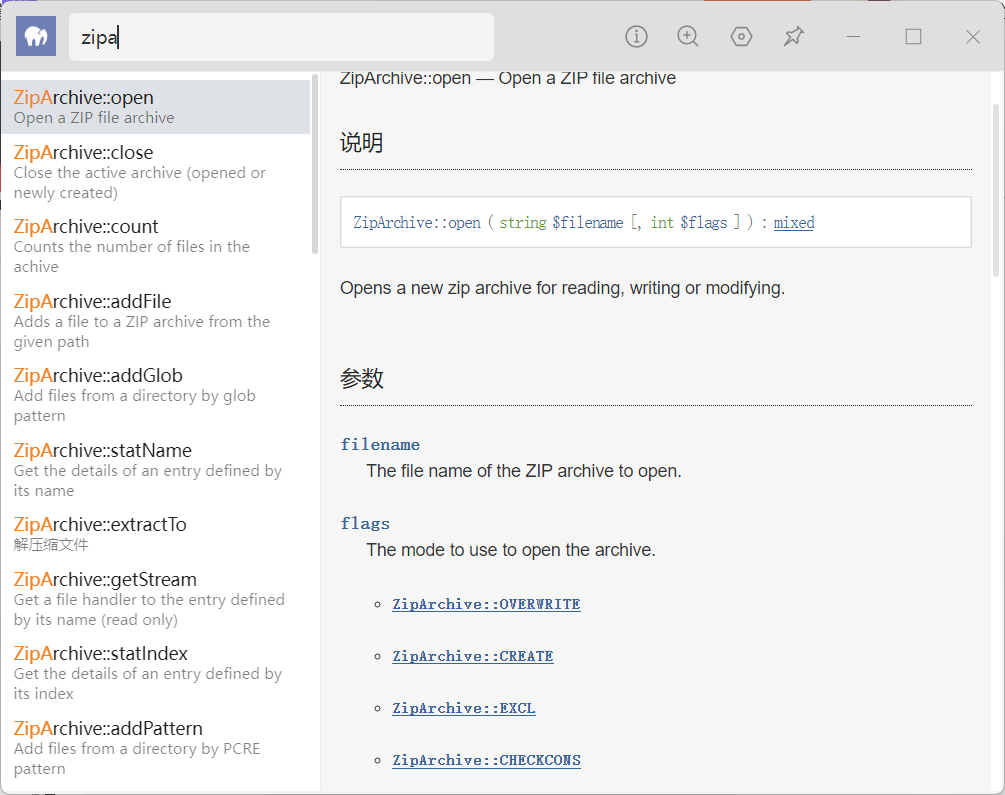 zipa
ZipArchive::open
Open a ZIP file archive
ZipArchive::close
Close the active archive (opened or
newly created)
ZipArchive::count
Counts the number of files in the
achive
ZipArchive::addFile
Adds a file to a ZIP archive from the
given path
ZipArchive::addGlob
Add files from a directory by glob
pattern
ZipArchive::statName
Get the details of an entry defined by
its name
ZipArchive::extractTo
解压缩文件
ZipArchive::getStream
Get a file handler to the entry defined
by its name (read only)
ZipArchive::statIndex
Get the details of an entry defined by
its index
ZipArchive::addPattern
Add files from a directory by PCRE
pattern
ZipArchive::open — Open a ZIP file archive
说明
ZipArchive::open ( string $filename [, int $flags ] ) : mixed
Opens a new zip archive for reading, writing or modifying.
参数
filename
The file name of the ZIP archive to open.
flags
The mode to use to open the archive.
ZipArchive::OVERWRITE
ZipArchive::CREATE
ZipArchive::EXCL
ZipArchive::CHECKCONS